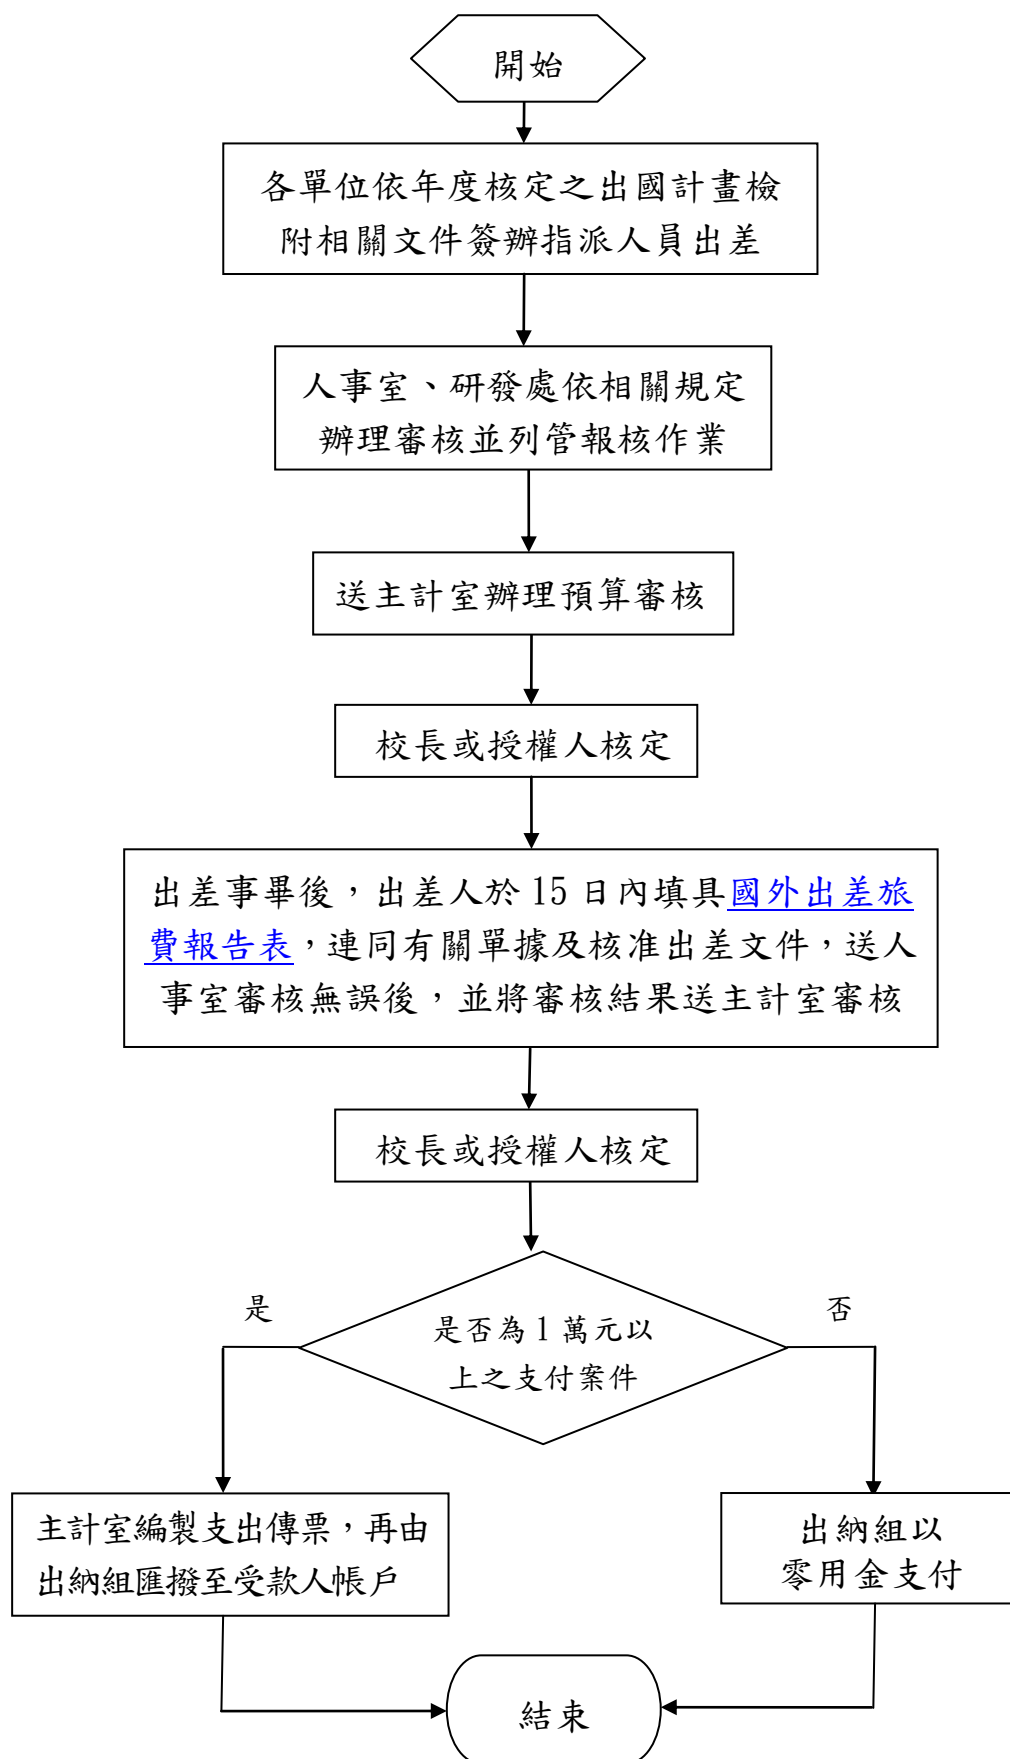 開始
各單位依年度核定之出國計畫檢
附相關文件簽辦指派人員出差
人事室、研發處依相關規定
辦理審核並列管報核作業
送主計室辦理預算審核
校長或授權人核定
出差事畢後，出差人於15日內填具國外出差旅
費報告表，連同有關單據及核准出差文件，送人
事室審核無誤後，並將審核結果送主計室審核
校長或授權人核定
是否為1萬元以
上之支付案件
是
否
主計室編製支出傳票，再由
出納組匯撥至受款人帳戶
出納組以
零用金支付
結束